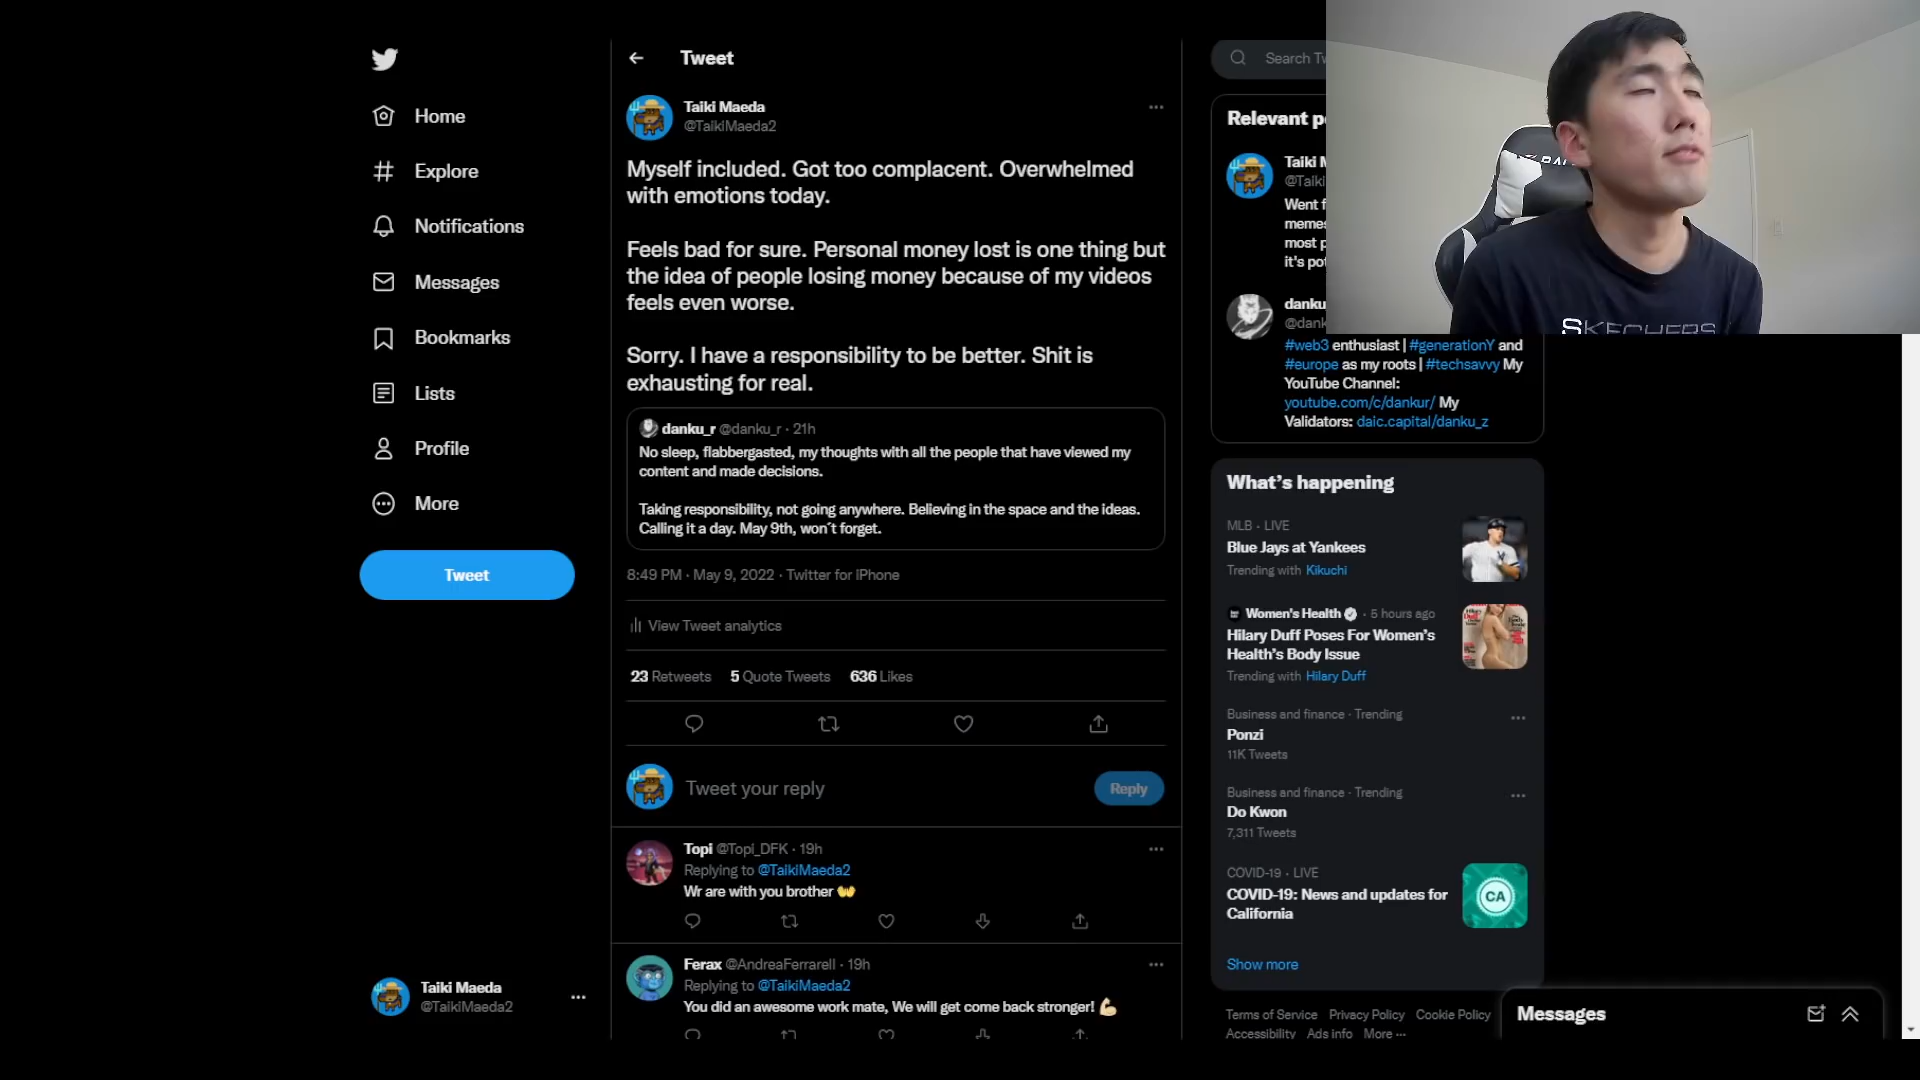 Home
Explore
Notifications
Messages
Bookmarks
Lists
Profile
More
Tweet
Taiki Maeda
@TaikiMaeda2
Tweet
Taiki Maeda
@TaikiMaeda2
Myself included. Got too complacent. Overwhelmed
with emotions today.
Feels bad for sure. Personal money lost is one thing but
the idea of people losing money because of my videos
feels even worse.
Sorry. I have a responsibility to be better. Shit is
exhausting for real.
danku_r @danku_r · 21h
No sleep, flabbergasted, my thoughts with all the people that have viewed my
content and made decisions.
Taking responsibility, not going anywhere. Believing in the space and the ideas.
Calling it a day. May 9th, won´t forget.
8:49 PM · May 9, 2022 · Twitter for iPhone
View Tweet analytics
23 Retweets 5 Quote Tweets 636 Likes
Tweet your reply
Reply
Topi @Topi_DFK · 19h
Replying to @TaikiMaeda2
Wr are with you brother
Ferax @AndreaFerrarell · 19h
Replying to @TaikiMaeda2
You did an awesome work mate, We will get come back stronger!
Search Tw
Relevant p
Taiki M
@Taiki
Went f
memes
most p
it's pot
danku
@dank
#web3 enthusiast | #generationY and
#europe as my roots | #techsavvy My
YouTube Channel:
youtube.com/c/dankur/ My
Validators: daic.capital/danku_z
What's happening
MLB · LIVE
Blue Jays at Yankees
Trending with Kikuchi
Women's Health · 5 hours ago
Hilary Duff Poses For Women's
Health's Body Issue
Trending with Hilary Duff
Business and finance · Trending
Ponzi
11K Tweets
Business and finance · Trending
Do Kwon
7,311 Tweets
COVID-19 · LIVE
COVID-19: News and updates for
California
CA
Show more
Terms of Service Privacy Policy Cookie Policy
Accessibility Ads info More ···
Messages
SKECHERS